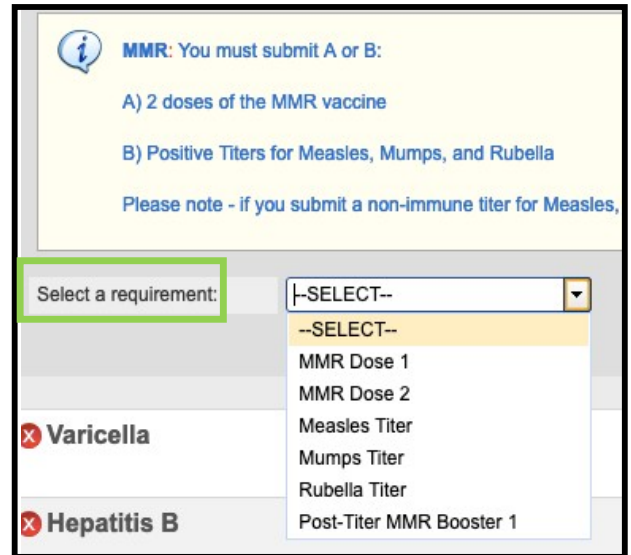 MMR: You must submit A or B:
A) 2 doses of the MMR vaccine
B) Positive Titers for Measles, Mumps, and Rubella
Please note - if you submit a non-immune titer for Measles,
Select a requirement: --SELECT--
--SELECT--
MMR Dose 1
MMR Dose 2
Measles Titer
Mumps Titer
Rubella Titer
Post-Titer MMR Booster 1
Varicella
Hepatitis B